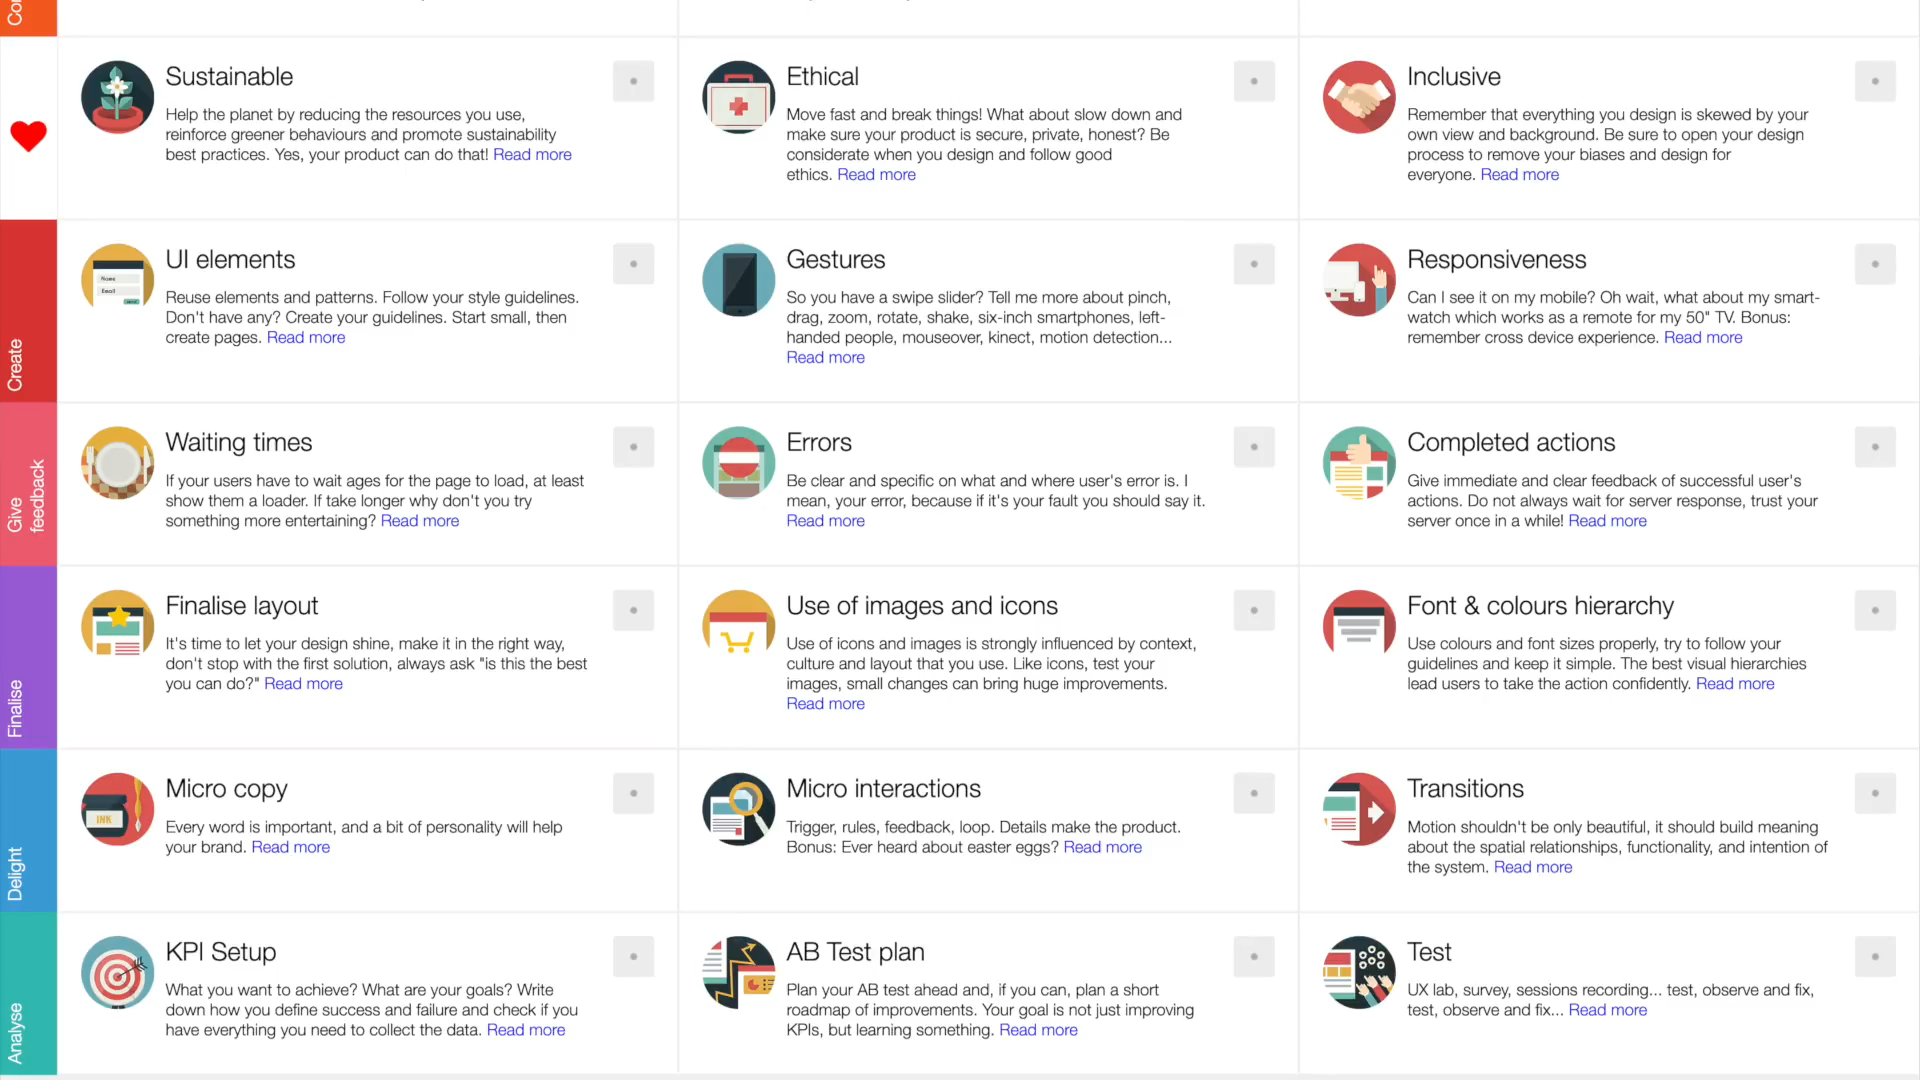 Co
Sustainable
Help the planet by reducing the resources you use,
reinforce greener behaviours and promote sustainability
best practices. Yes, your product can do that! Read more
Ethical
Move fast and break things! What about slow down and
make sure your product is secure, private, honest? Be
considerate when you design and follow good
ethics. Read more
Inclusive
Remember that everything you design is skewed by your
own view and background. Be sure to open your design
process to remove your biases and design for
everyone. Read more
Create
UI elements
Name
Email
Reuse elements and patterns. Follow your style guidelines.
Don't have any? Create your guidelines. Start small, then
create pages. Read more
Gestures
So you have a swipe slider? Tell me more about pinch,
drag, zoom, rotate, shake, six-inch smartphones, left-
handed people, mouseover, kinect, motion detection...
Read more
Responsiveness
Can I see it on my mobile? Oh wait, what about my smart-
watch which works as a remote for my 50" TV. Bonus:
remember cross device experience. Read more
Give
feedback
Waiting times
If your users have to wait ages for the page to load, at least
show them a loader. If take longer why don't you try
something more entertaining? Read more
Errors
Be clear and specific on what and where user's error is. I
mean, your error, because if it's your fault you should say it.
Read more
Completed actions
Give immediate and clear feedback of successful user's
actions. Do not always wait for server response, trust your
server once in a while! Read more
Finalise
Finalise layout
It's time to let your design shine, make it in the right way,
don't stop with the first solution, always ask "is this the best
you can do?" Read more
Use of images and icons
Use of icons and images is strongly influenced by context,
culture and layout that you use. Like icons, test your
images, small changes can bring huge improvements.
Read more
Font & colours hierarchy
Use colours and font sizes properly, try to follow your
guidelines and keep it simple. The best visual hierarchies
lead users to take the action confidently. Read more
Delight
Micro copy
INK
Every word is important, and a bit of personality will help
your brand. Read more
Micro interactions
Trigger, rules, feedback, loop. Details make the product.
Bonus: Ever heard about easter eggs? Read more
Transitions
Motion shouldn't be only beautiful, it should build meaning
about the spatial relationships, functionality, and intention of
the system. Read more
Analyse
KPI Setup
What you want to achieve? What are your goals? Write
down how you define success and failure and check if you
have everything you need to collect the data. Read more
AB Test plan
Plan your AB test ahead and, if you can, plan a short
roadmap of improvements. Your goal is not just improving
KPIs, but learning something. Read more
Test
UX lab, survey, sessions recording... test, observe and fix,
test, observe and fix... Read more